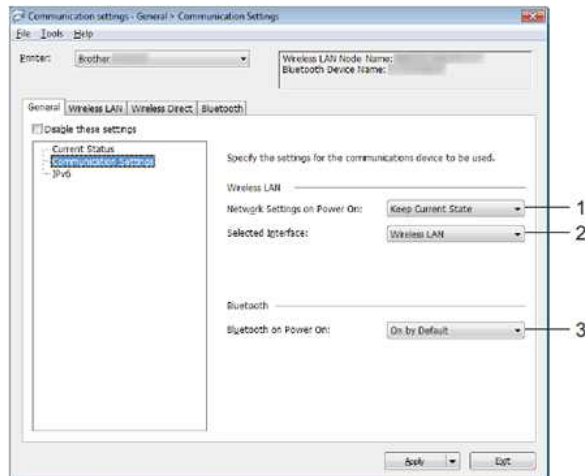 Communication settings - General > Communication Settings
File Tools Help
Printer: Brother
Wireless LAN Node Name:
Bluetooth Device Name:
General Wireless LAN Wireless Direct Bluetooth
Disable these settings
Current Status
Communication Settings
IPv6
Specify the settings for the communications device to be used.
Wireless LAN
Network Settings on Power On: Keep Current State 1
Selected Interface: Wireless LAN 2
Bluetooth
Bluetooth on Power On: On by Default 3
Apply Exit